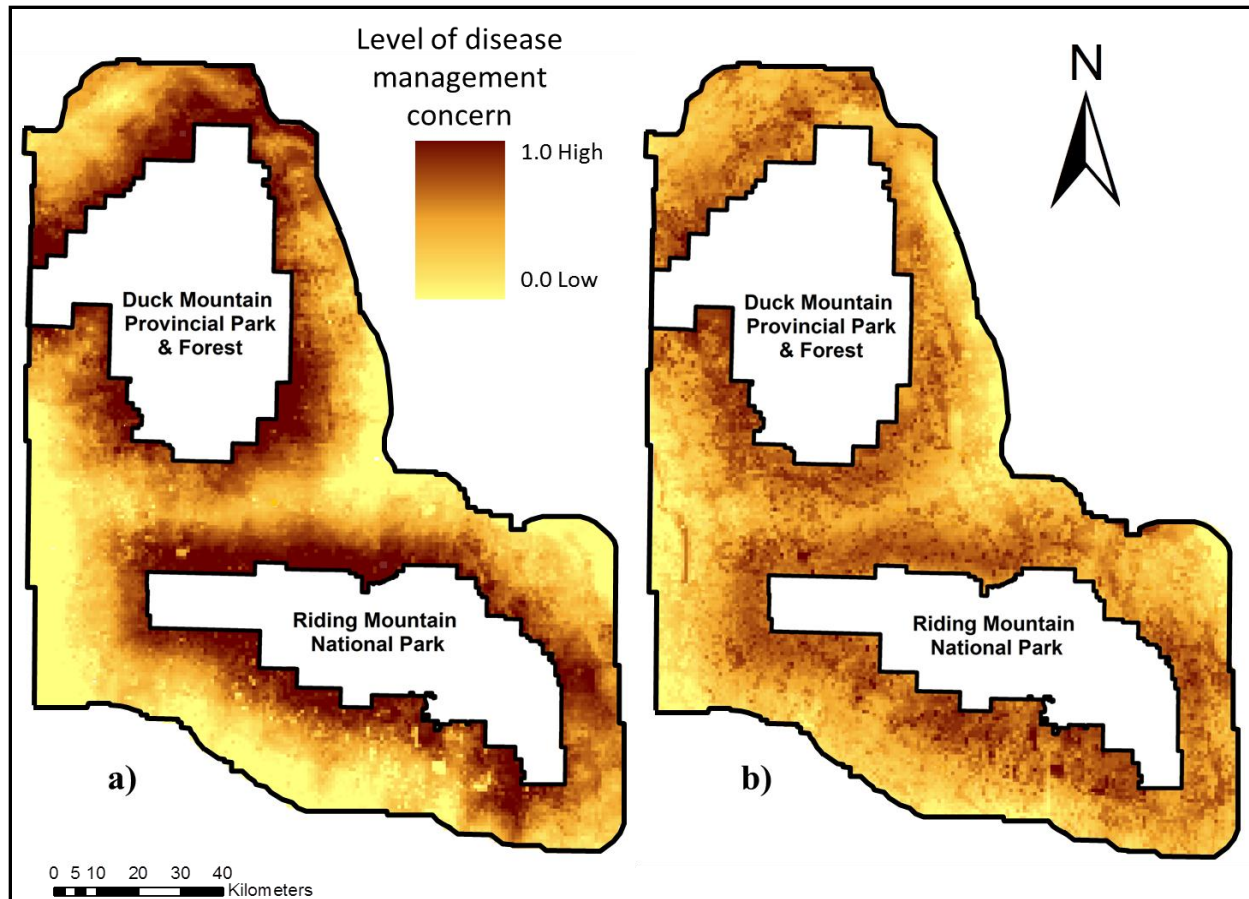 Level of disease
management
concern
1.0 High
0.0 Low
N
Duck Mountain
Provincial Park
& Forest
Duck Mountain
Provincial Park
& Forest
Riding Mountain
National Park
Riding Mountain
National Park
a)
b)
0 5 10 20 30 40
Kilometers